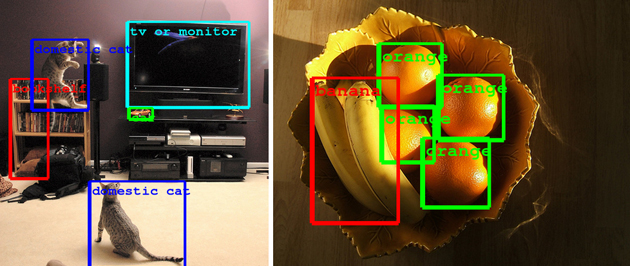 tv or monitor
domestic cat
bookshelf
domestic cat
orange
banana
orange
orange
orange